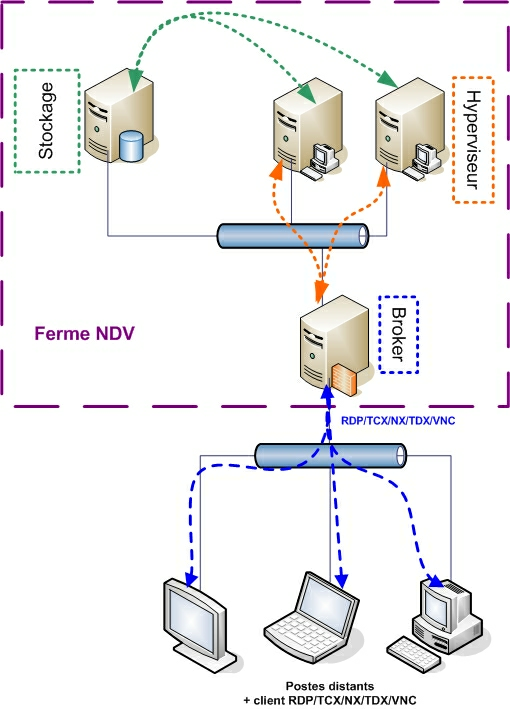 Stockage
Hyperviseur
Ferme NDV
Broker
RDP/TCX/NX/TDX/VNC
Postes distants
+ client RDP/TCX/NX/TDX/VNC